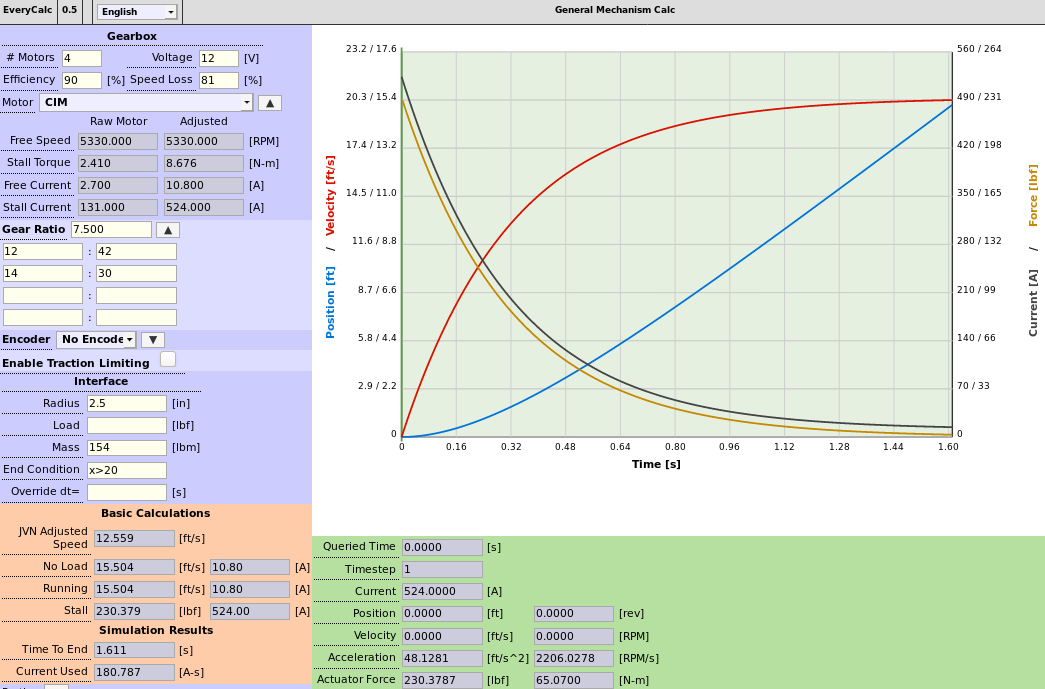 EveryCalc 0.5 English General Mechanism Calc
Gearbox
# Motors 4 Voltage 12 [V]
Efficiency 90 [%] Speed Loss 81 [%]
Motor CIM ▲
Raw Motor Adjusted
Free Speed 5330.000 5330.000 [RPM]
Stall Torque 2.410 8.676 [N-m]
Free Current 2.700 10.800 [A]
Stall Current 131.000 524.000 [A]
Gear Ratio 7.500 ▲
12 : 42
14 : 30
:
:
Encoder No Encode ▼
Enable Traction Limiting
Interface
Radius 2.5 [in]
Load [lbf]
Mass 154 [lbm]
End Condition x>20
Override dt= [s]
Basic Calculations
JVN Adjusted
Speed 12.559 [ft/s]
No Load 15.504 [ft/s] 10.80 [A]
Running 15.504 [ft/s] 10.80 [A]
Stall 230.379 [lbf] 524.00 [A]
Simulation Results
Time To End 1.611 [s]
Current Used 180.787 [A-s]
Position [ft] / Velocity [ft/s]
23.2 / 17.6
20.3 / 15.4
17.4 / 13.2
14.5 / 11.0
11.6 / 8.8
8.7 / 6.6
5.8 / 4.4
2.9 / 2.2
0
0 0.16 0.32 0.48 0.64 0.80 0.96 1.12 1.28 1.44 1.60
Time [s]
560 / 264
490 / 231
420 / 198
350 / 165
280 / 132
210 / 99
140 / 66
70 / 33
0
Current [A] / Force [lbf]
Queried Time 0.0000 [s]
Timestep 1
Current 524.0000 [A]
Position 0.0000 [ft] 0.0000 [rev]
Velocity 0.0000 [ft/s] 0.0000 [RPM]
Acceleration 48.1281 [ft/s^2] 2206.0278 [RPM/s]
Actuator Force 230.3787 [lbf] 65.0700 [N-m]